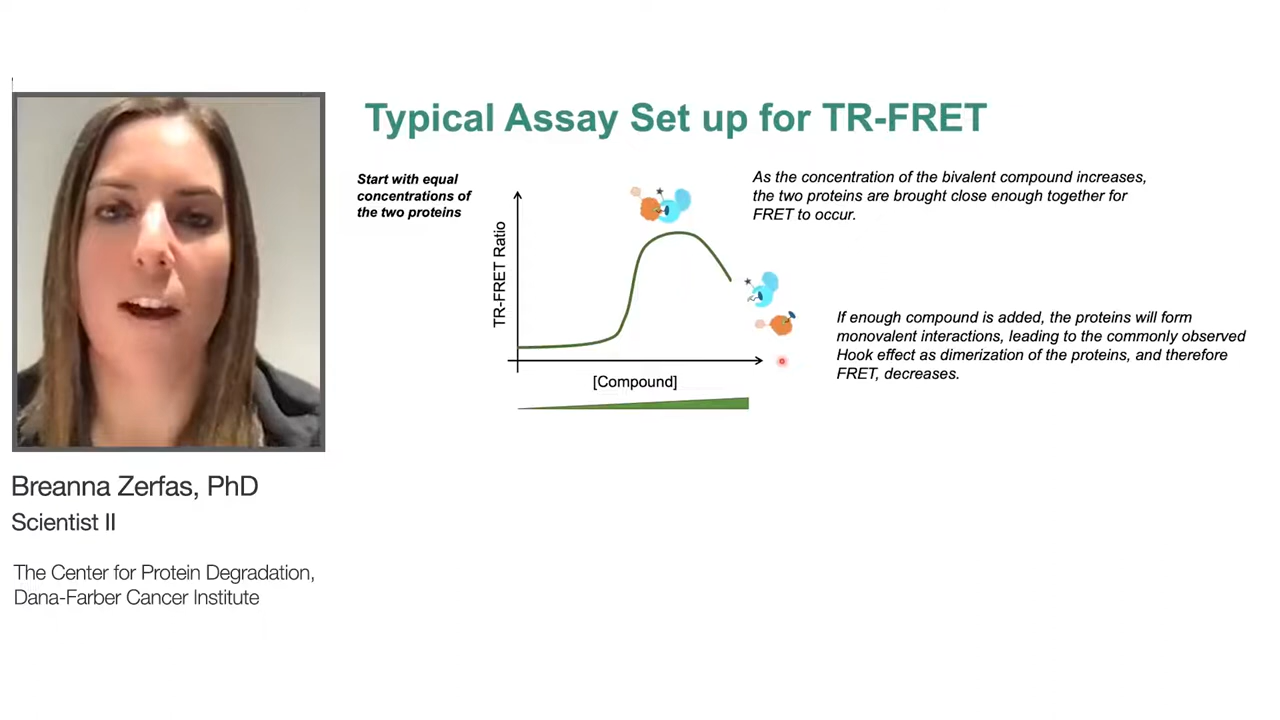 Typical Assay Set up for TR-FRET
Start with equal
concentrations of
the two proteins
As the concentration of the bivalent compound increases,
the two proteins are brought close enough together for
FRET to occur.
TR-FRET Ratio
[Compound]
If enough compound is added, the proteins will form
monovalent interactions, leading to the commonly observed
Hook effect as dimerization of the proteins, and therefore
FRET, decreases.
Breanna Zerfas, PhD
Scientist II
The Center for Protein Degradation,
Dana-Farber Cancer Institute